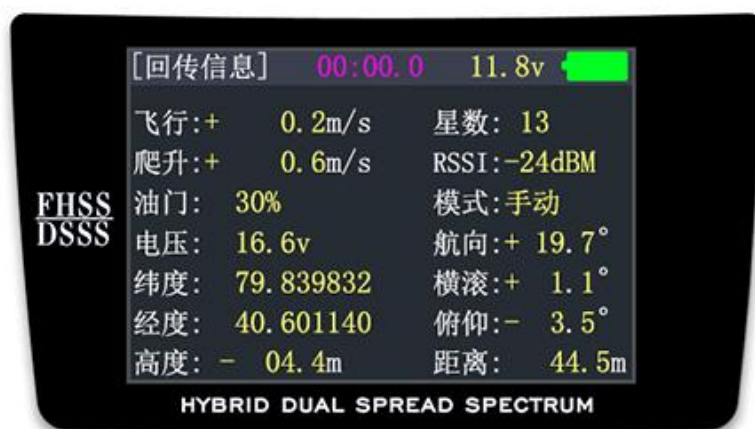 [回传信息] 00:00.0 11.8v
飞行:+ 0.2m/s 星数: 13
爬升:+ 0.6m/s RSSI:-24dBM
油门: 30% 模式:手动
电压: 16.6v 航向:+ 19.7°
纬度: 79.839832 横滚:+ 1.1°
经度: 40.601140 俯仰:- 3.5°
高度: - 04.4m 距离: 44.5m
FHSS
DSSS
HYBRID DUAL SPREAD SPECTRUM